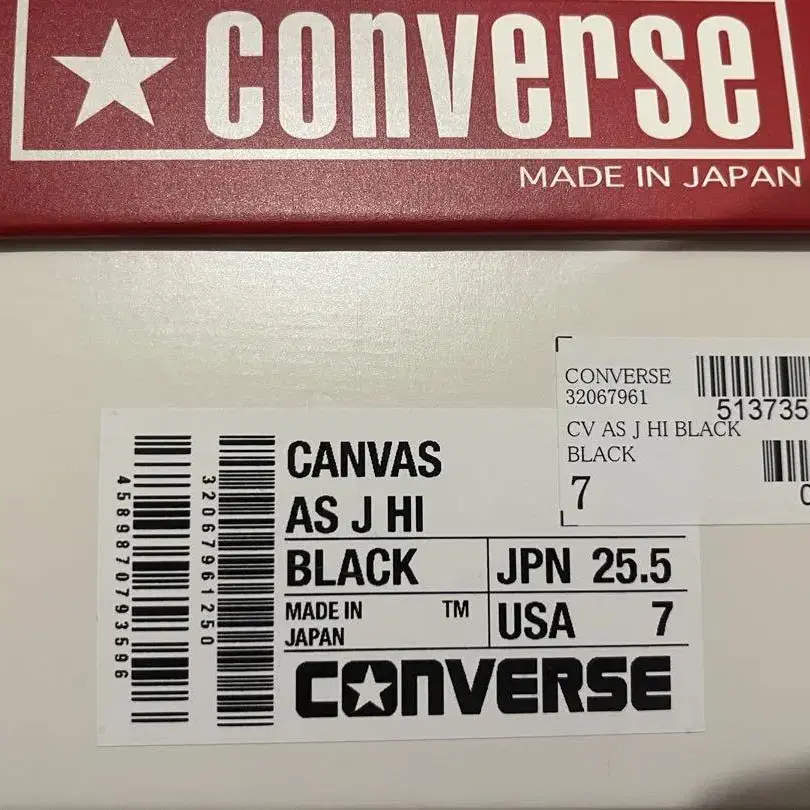 CONVERSE
MADE IN JAPAN
CONVERSE
32067961
513735
CV AS J HI BLACK
BLACK
7
4589870793596
32067961250
CANVAS
AS J HI
BLACK
JPN 25.5
MADE IN
JAPAN
TM
USA 7
CONVERSE